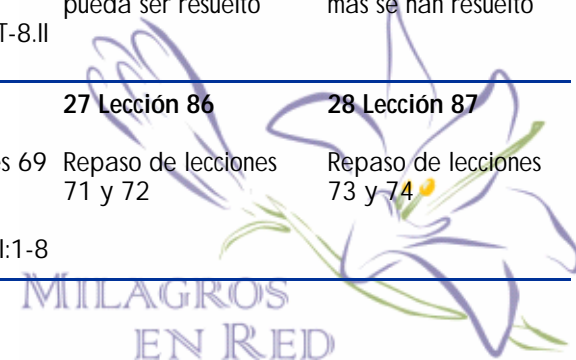 pueda ser resuelto
más se han resuelto
T-8.II
27 Lección 86
28 Lección 87
s 69
Repaso de lecciones
71 y 72
Repaso de lecciones
73 y 74
I:1-8
MILAGROS
EN RED